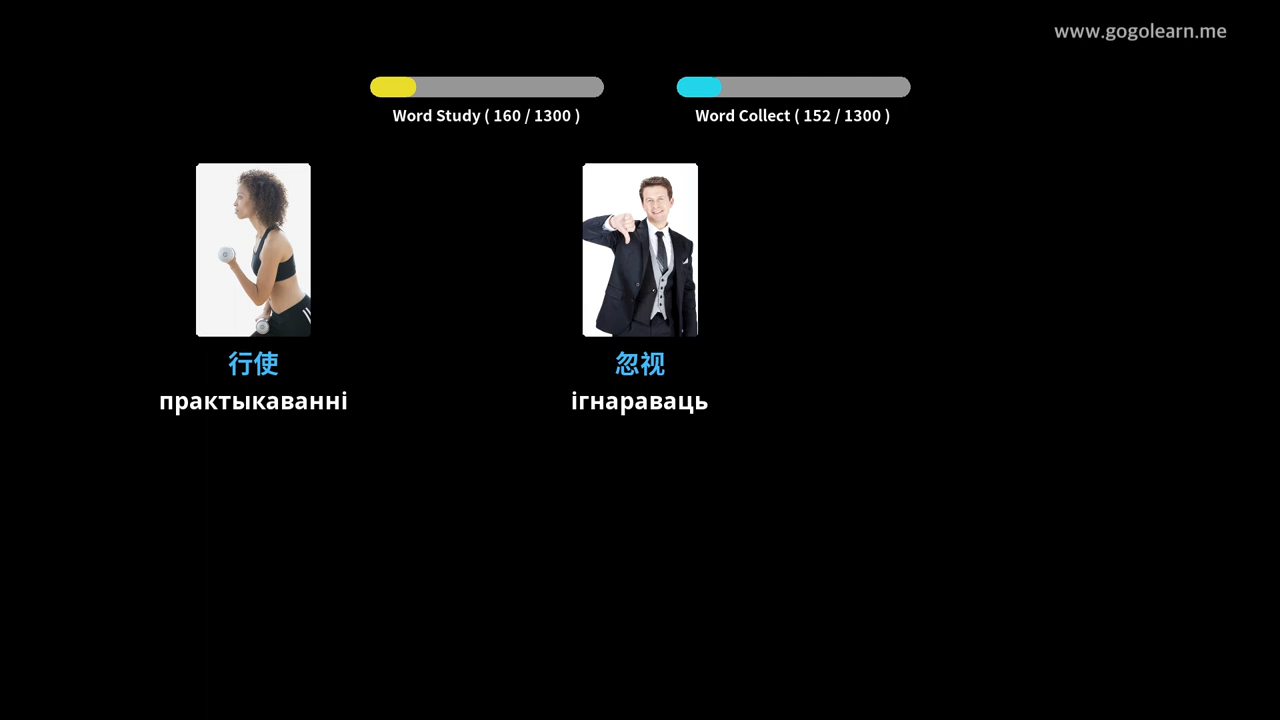 www.gogolearn.me
Word Study ( 160 / 1300 )
Word Collect ( 152 / 1300 )
行使
практыкаванні
忽视
ігнараваць